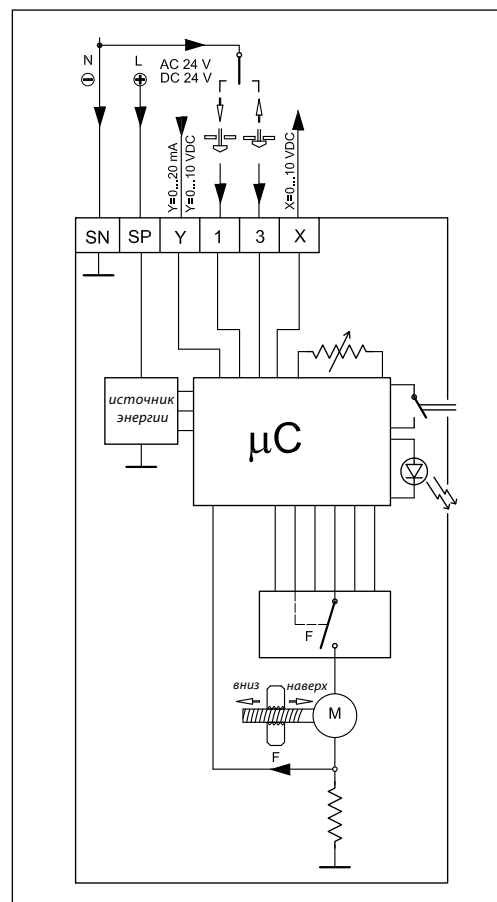 N
L
AC 24 V
DC 24 V
Y=0...20 mA
Y=0...10 VDC
X=0...10 VDC
SN SP Y 1 3 X
источник
энергии
μC
F
вниз наверх
M
F